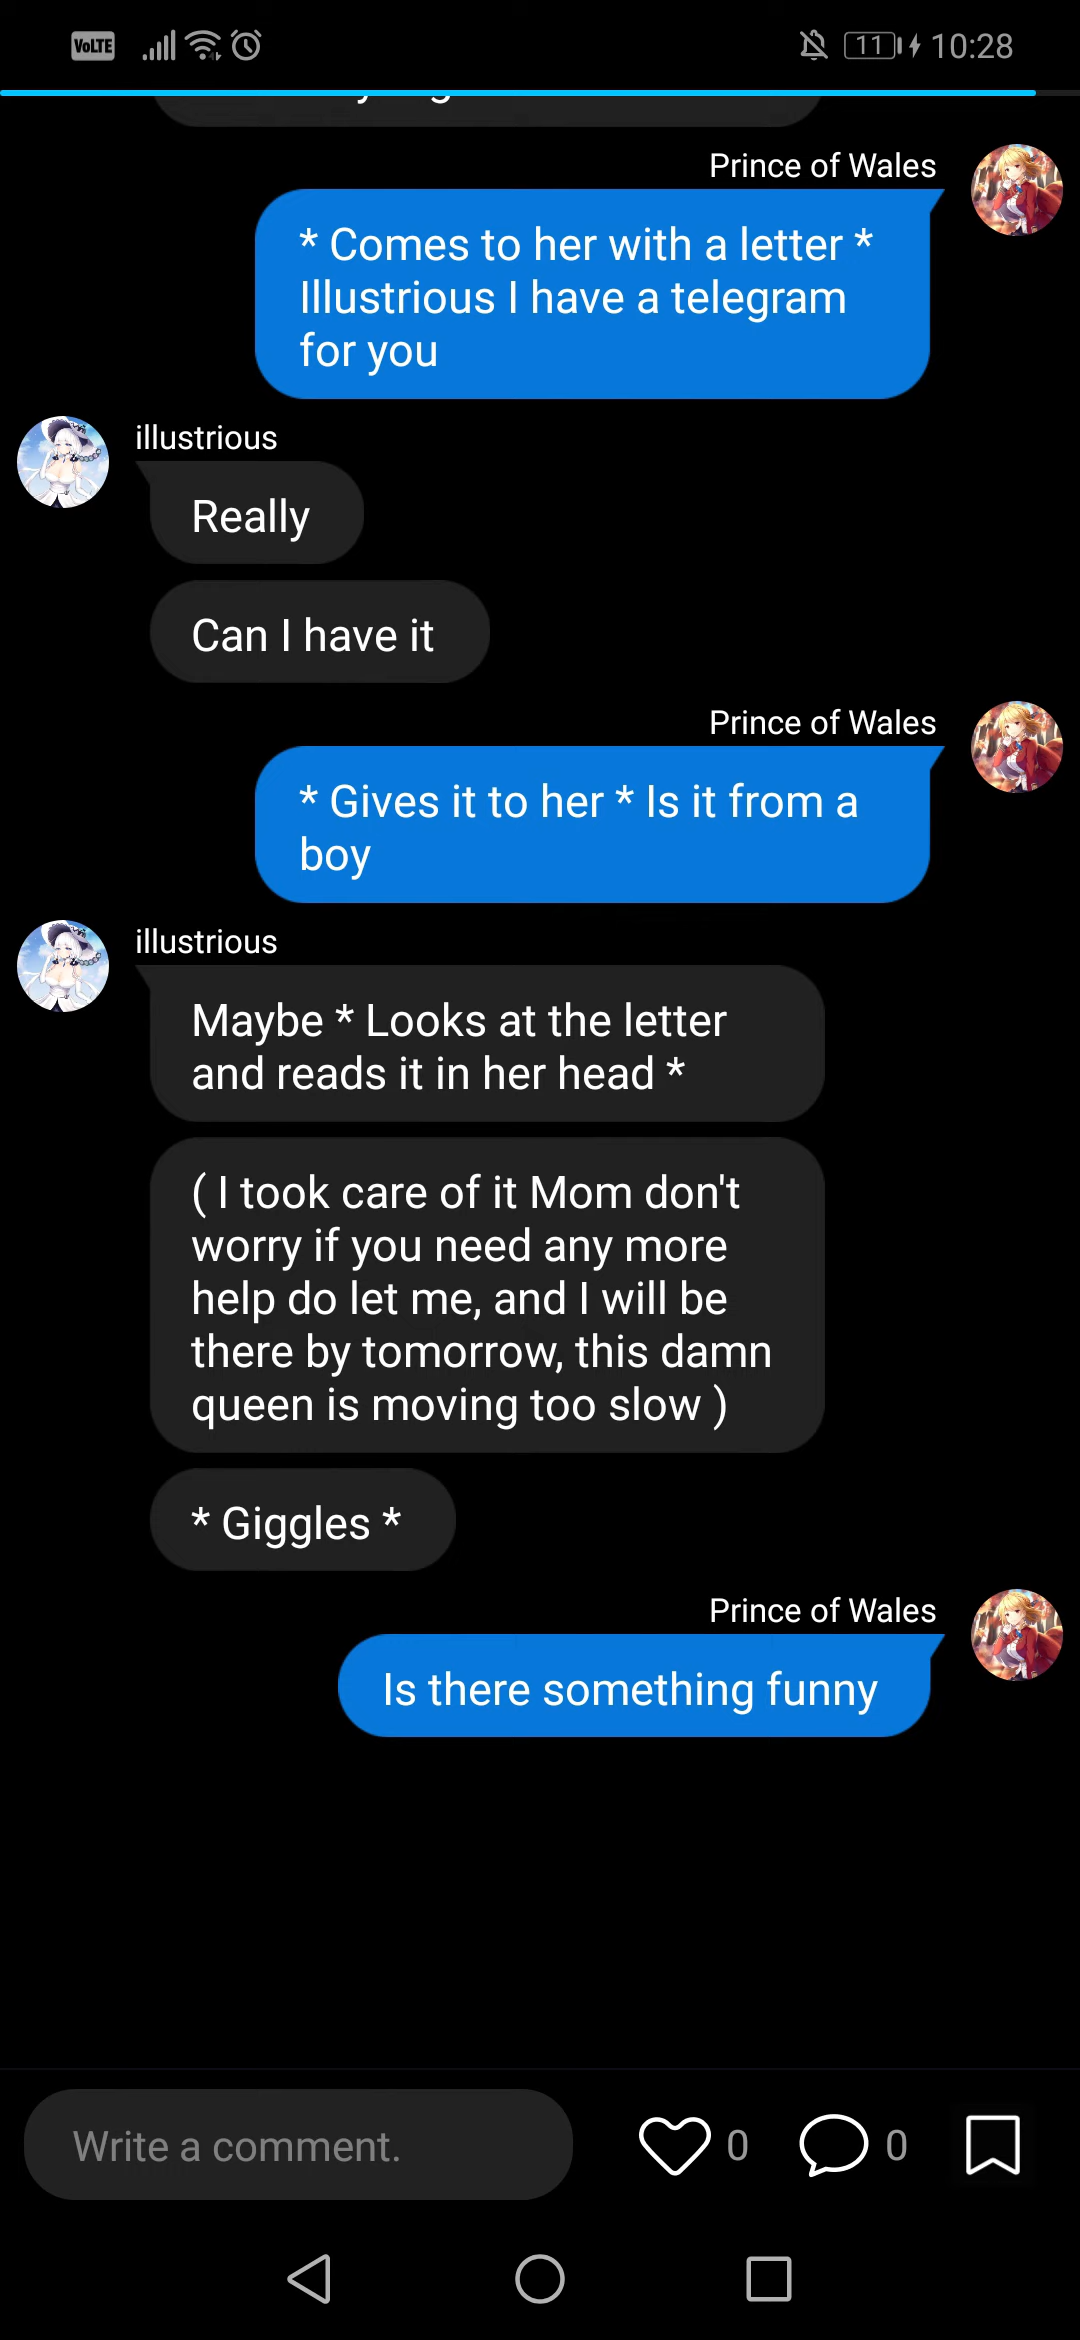 VoLTE
11
10:28
Prince of Wales
* Comes to her with a letter *
Illustrious I have a telegram
for you
illustrious
Really
Can I have it
Prince of Wales
* Gives it to her * Is it from a
boy
illustrious
Maybe * Looks at the letter
and reads it in her head *
( I took care of it Mom don't
worry if you need any more
help do let me, and I will be
there by tomorrow, this damn
queen is moving too slow )
* Giggles *
Prince of Wales
Is there something funny
Write a comment.
0
0